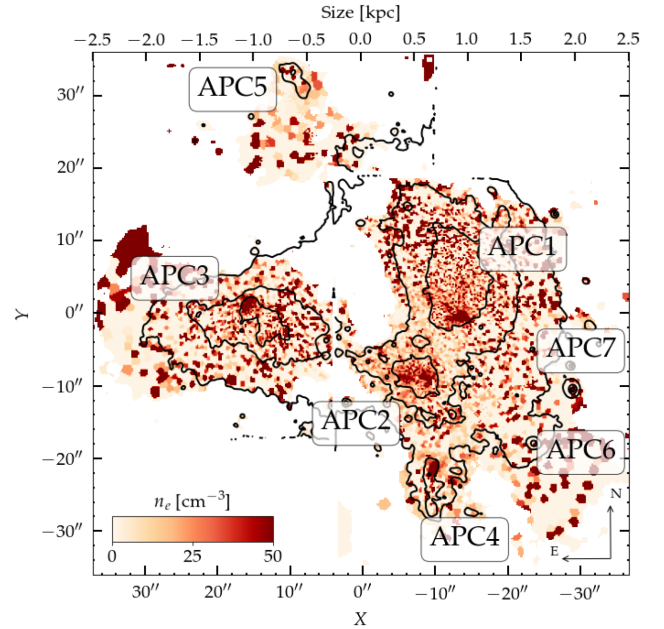 Size [kpc]
−2.5 −2.0 −1.5 −1.0 −0.5 0.0 0.5 1.0 1.5 2.0 2.5
30′′
APC5
20′′
10′′
APC1
APC3
0′′
Y
APC7
−10′′
APC2
APC6
−20′′
n_e [cm⁻³]
N
−30′′
0 25 50
APC4
E
30′′ 20′′ 10′′ 0′′ −10′′ −20′′ −30′′
X